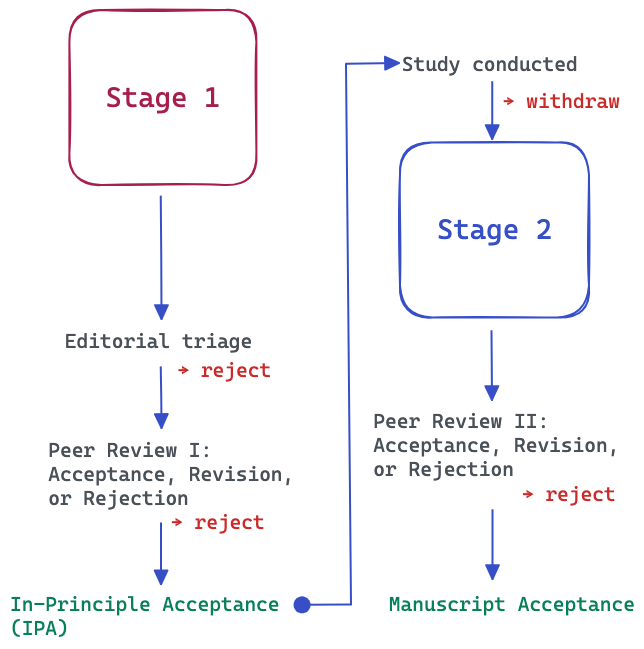 Stage 1
Editorial triage
→ reject
Peer Review I:
Acceptance, Revision,
or Rejection
→ reject
In-Principle Acceptance
(IPA)
Study conducted
→ withdraw
Stage 2
Peer Review II:
Acceptance, Revision,
or Rejection
→ reject
Manuscript Acceptance